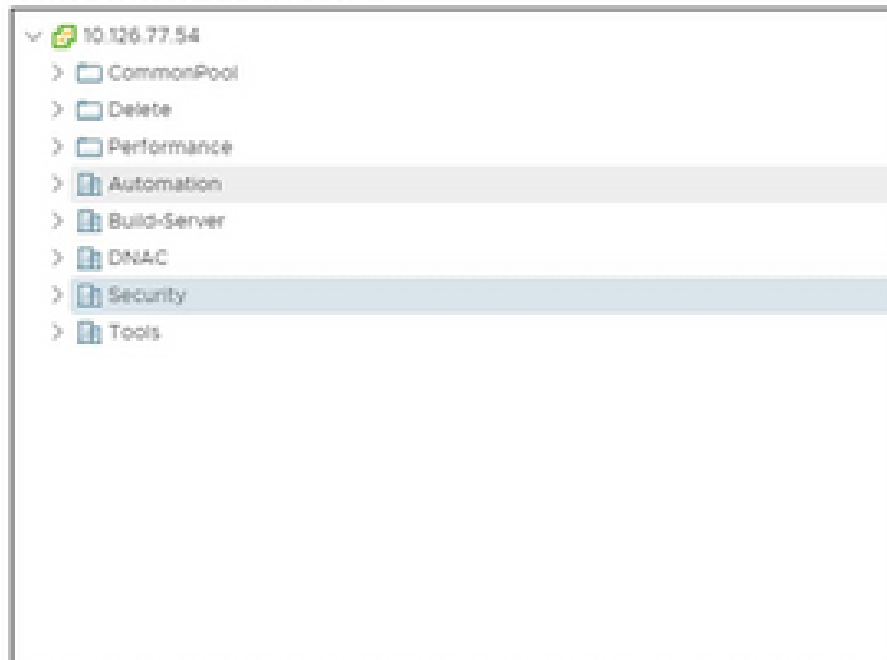 10.126.77.54
CommonPool
Delete
Performance
Automation
Build-Server
DNAC
Security
Tools